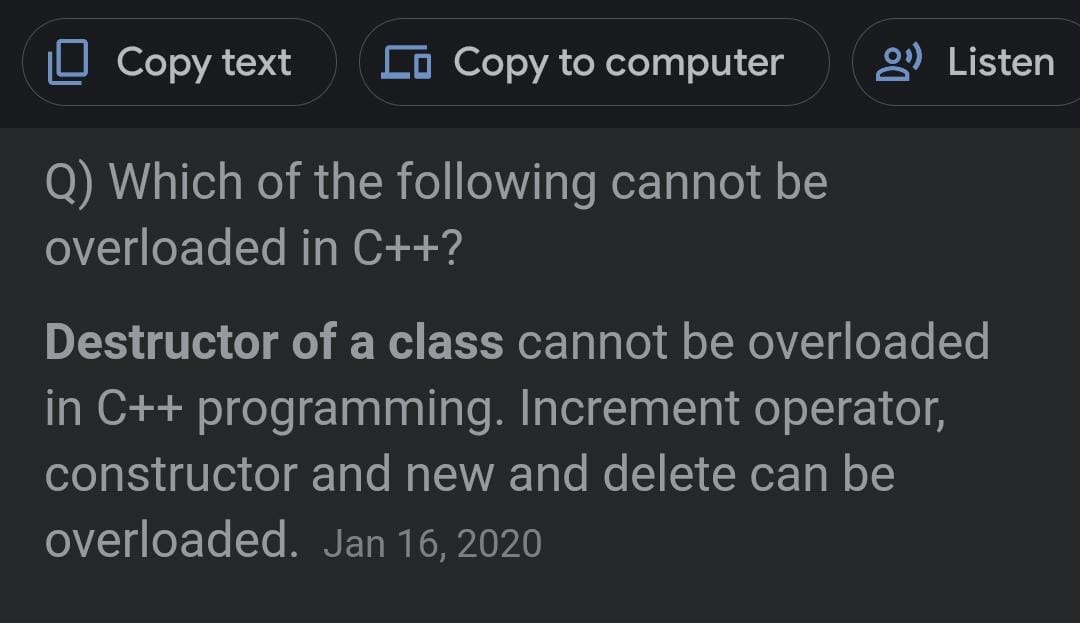 Copy text Copy to computer Listen
Q) Which of the following cannot be
overloaded in C++?
Destructor of a class cannot be overloaded
in C++ programming. Increment operator,
constructor and new and delete can be
overloaded. Jan 16, 2020